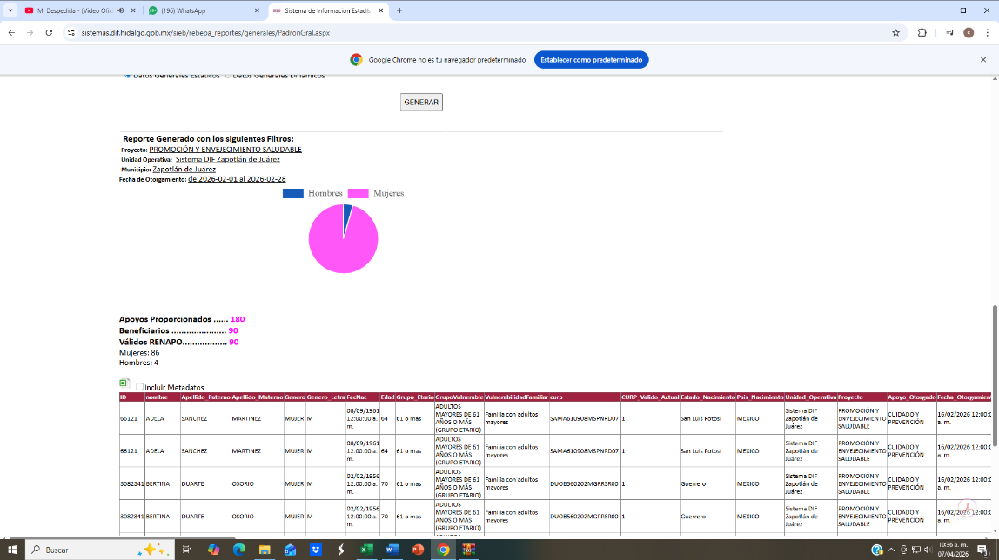 Mi Despedida - (Video Ofic
(196) WhatsApp
SIEB
Sistema de Información Estadíst
sistemas.dif.hidalgo.gob.mx/sieb/rebepa_reportes/generales/PadronGral.aspx
C
Google Chrome no es tu navegador predeterminado
Establecer como predeterminado
Datos Generales Estáticos
Datos Generales Dinámicos
GENERAR
Reporte Generado con los siguientes Filtros:
Proyecto: PROMOCIÓN Y ENVEJECIMIENTO SALUDABLE
Unidad Operativa: Sistema DIF Zapotlán de Juárez
Municipio: Zapotlán de Juárez
Fecha de Otorgamiento: de 2026-02-01 al 2026-02-28
Hombres Mujeres
Apoyos Proporcionados ...... 180
Beneficiarios ..................... 90
Válidos RENAPO................. 90
Mujeres: 86
Hombres: 4
Incluir Metadatos
ID nombre Apellido_Paterno Apellido_Materno Genero Genero_Letra FecNac Edad Grupo_Etario GrupoVulnerable VulnerabilidadFamiliar curp CURP_Valido_Actual Estado_Nacimiento Pais_Nacimiento Unidad_Operativa Proyecto Apoyo_Otorgado Fecha_Otorgamient
66121 ADELA SANCHEZ MARTINEZ MUJER M 08/09/1961 12:00:00 a. m. 64 61 o mas ADULTOS MAYORES DE 61 AÑOS O MÁS (GRUPO ETARIO) Familia con adultos mayores SAMA610908MSPNRD07 1 San Luis Potosí MEXICO Sistema DIF Zapotlán de Juárez PROMOCIÓN Y ENVEJECIMIENTO SALUDABLE CUIDADO Y PREVENCIÓN 16/02/2026 12:00:0 a. m.
66121 ADELA SANCHEZ MARTINEZ MUJER M 08/09/1961 12:00:00 a. m. 64 61 o mas ADULTOS MAYORES DE 61 AÑOS O MÁS (GRUPO ETARIO) Familia con adultos mayores SAMA610908MSPNRD07 1 San Luis Potosí MEXICO Sistema DIF Zapotlán de Juárez PROMOCIÓN Y ENVEJECIMIENTO SALUDABLE CUIDADO Y PREVENCIÓN 16/02/2026 12:00:0 a. m.
3082341 BERTINA DUARTE OSORIO MUJER M 02/02/1956 12:00:00 a. m. 70 61 o mas ADULTOS MAYORES DE 61 AÑOS O MÁS (GRUPO ETARIO) Familia con adultos mayores DUOB560202MGRRSR00 1 Guerrero MEXICO Sistema DIF Zapotlán de Juárez PROMOCIÓN Y ENVEJECIMIENTO SALUDABLE CUIDADO Y PREVENCIÓN 16/02/2026 12:00:0 a. m.
3082341 BERTINA DUARTE OSORIO MUJER M 02/02/1956 12:00:00 a. m. 70 61 o mas ADULTOS MAYORES DE 61 AÑOS O MÁS (GRUPO ETARIO) Familia con adultos mayores DUOB560202MGRRSR00 1 Guerrero MEXICO Sistema DIF Zapotlán de Juárez PROMOCIÓN Y ENVEJECIMIENTO SALUDABLE CUIDADO Y PREVENCIÓN 16/02/2026 12:00:0 a. m.
Buscar
10:36 a. m.
07/04/2026